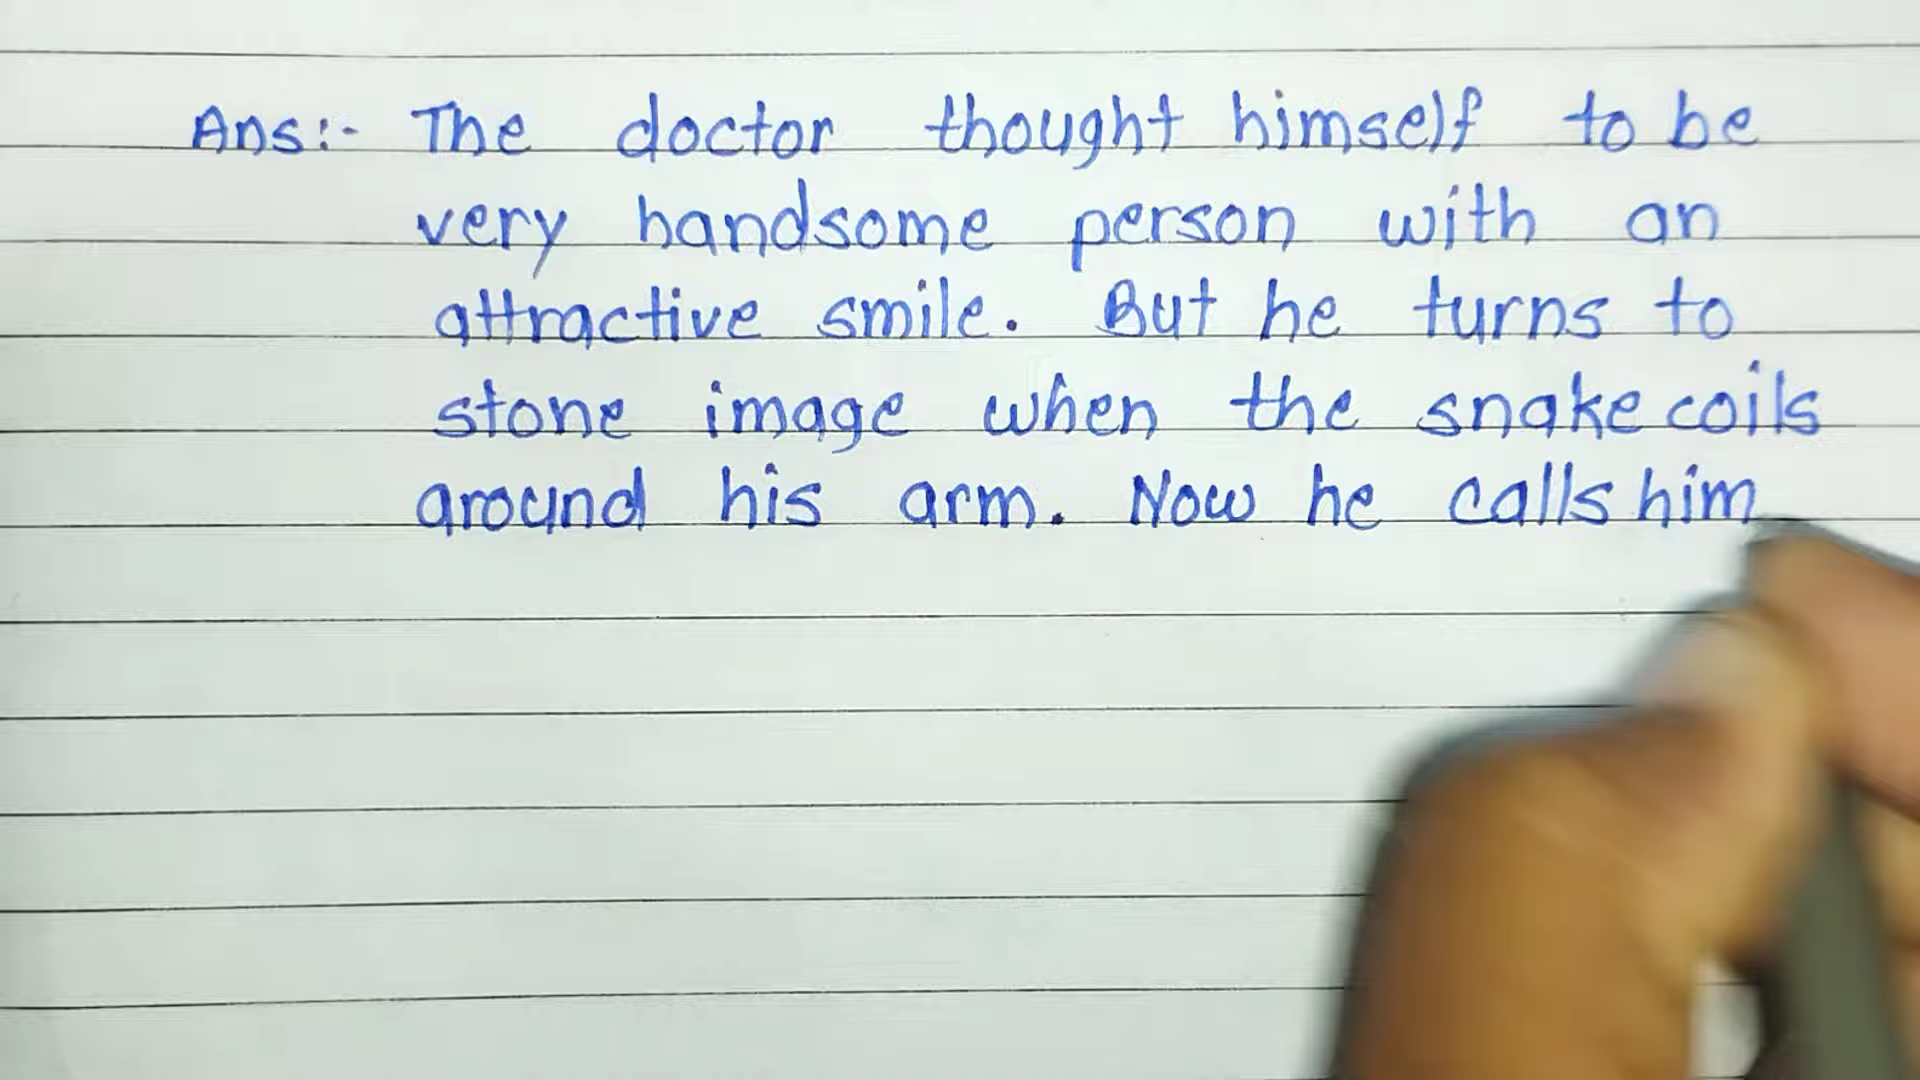 Ans:- The doctor thought himself to be
very handsome person with an
attractive smile. But he turns to
stone image when the snake coils
around his arm. Now he calls him